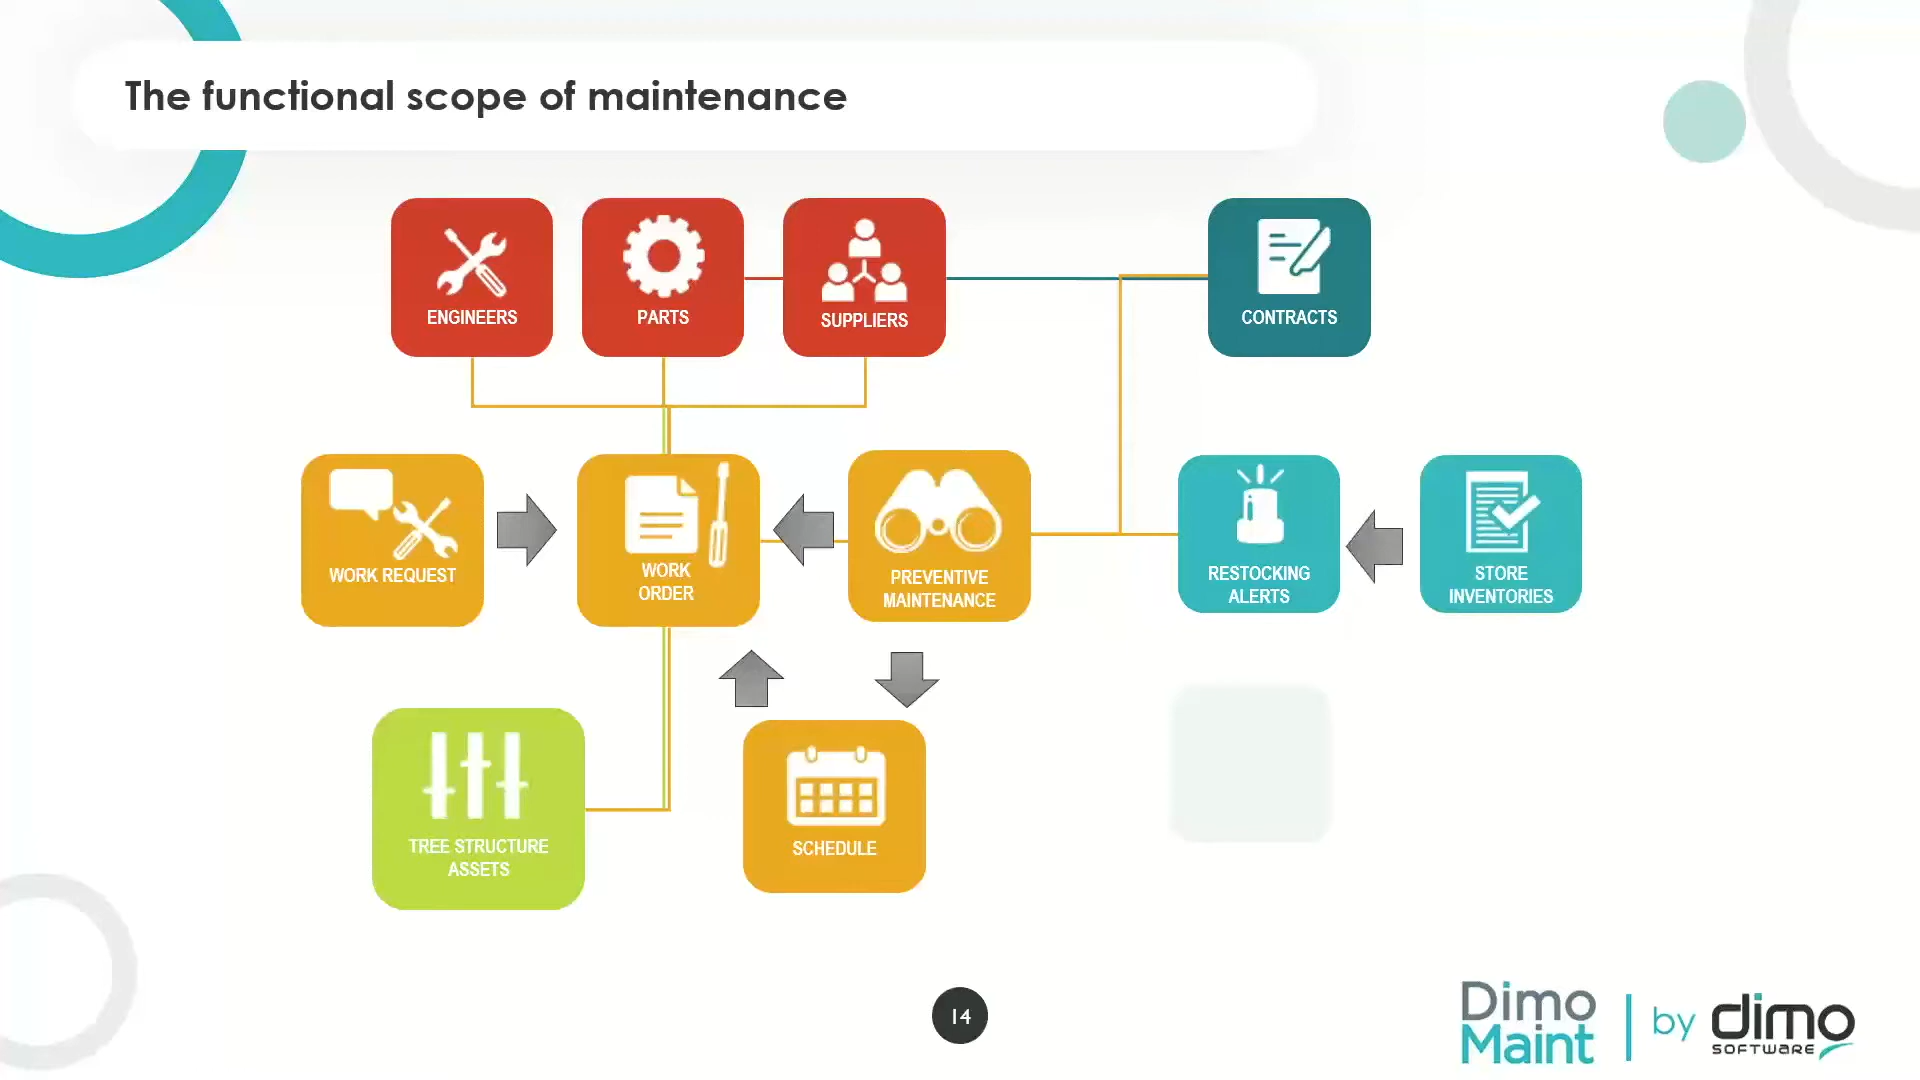 The functional scope of maintenance
ENGINEERS
PARTS
SUPPLIERS
CONTRACTS
WORK REQUEST
WORK
ORDER
PREVENTIVE
MAINTENANCE
RESTOCKING
ALERTS
STORE
INVENTORIES
TREE STRUCTURE
ASSETS
SCHEDULE
14
Dimo
Maint
by dimo
SOFTWARE